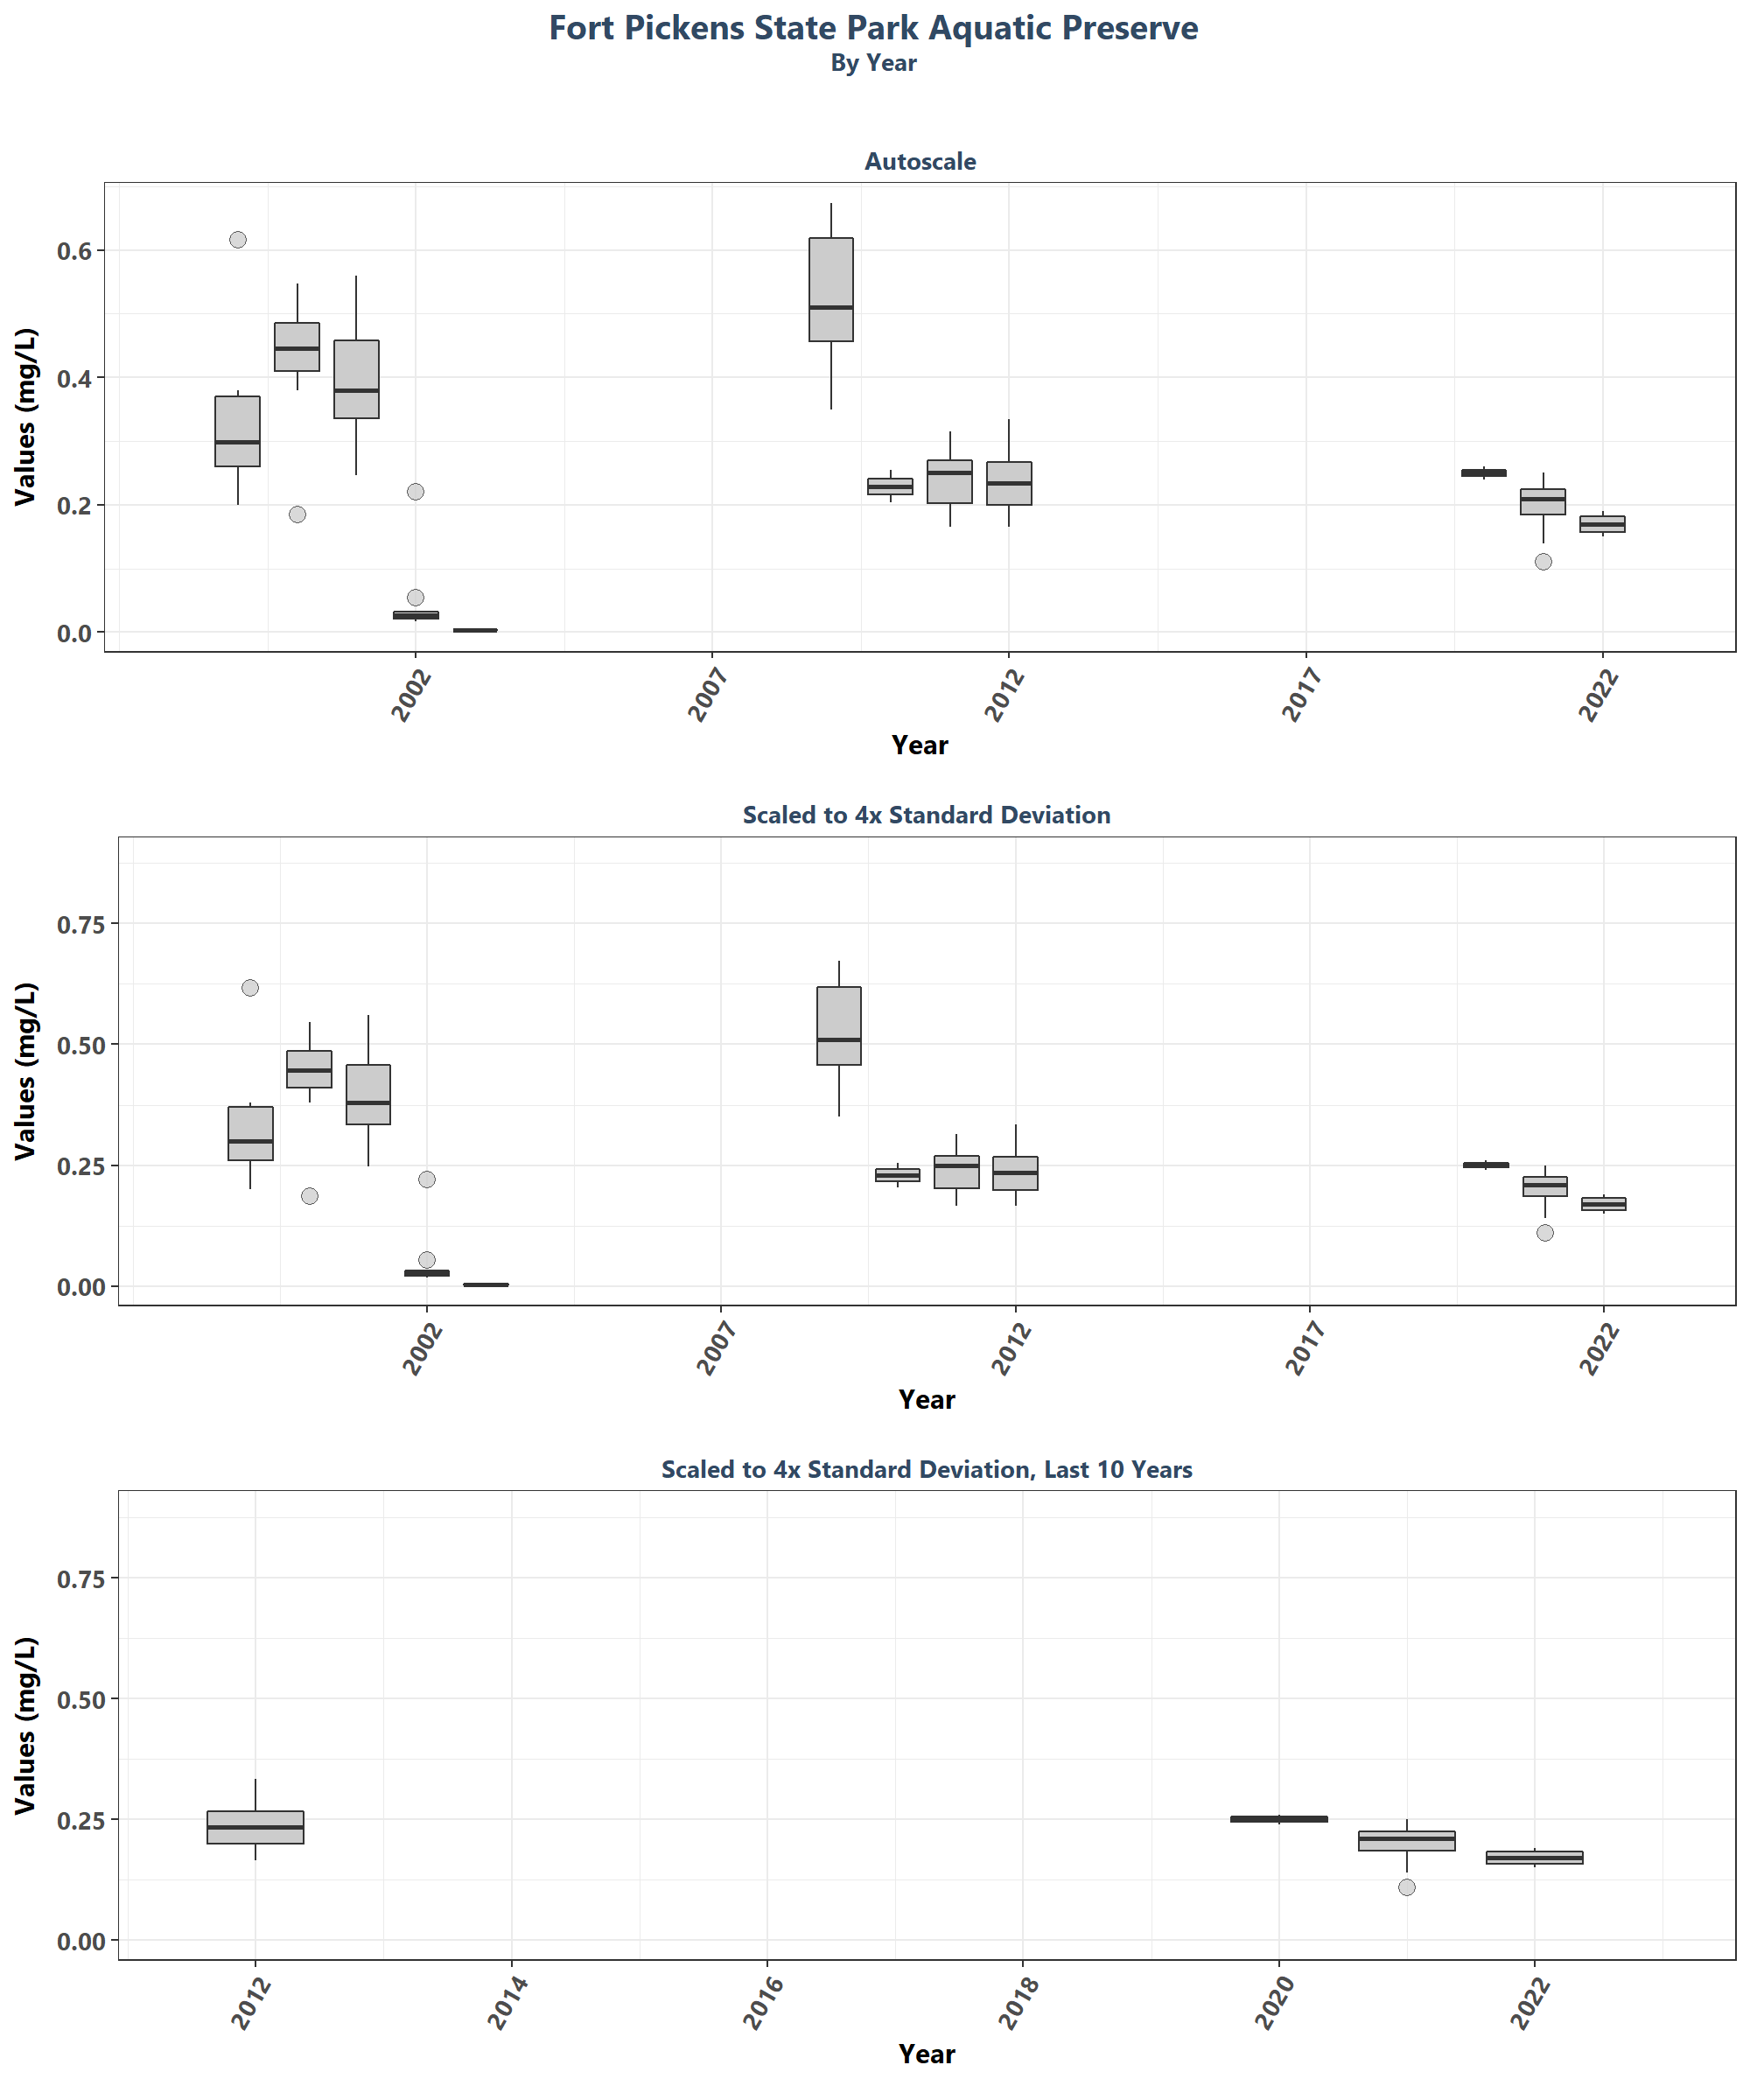 Fort Pickens State Park Aquatic Preserve
By Year
Autoscale
Values (mg/L)
0.6
0.4
0.2
0.0
2002 2007 2012 2017 2022
Year
Scaled to 4x Standard Deviation
Values (mg/L)
0.75
0.50
0.25
0.00
2002 2007 2012 2017 2022
Year
Scaled to 4x Standard Deviation, Last 10 Years
Values (mg/L)
0.75
0.50
0.25
0.00
2012 2014 2016 2018 2020 2022
Year